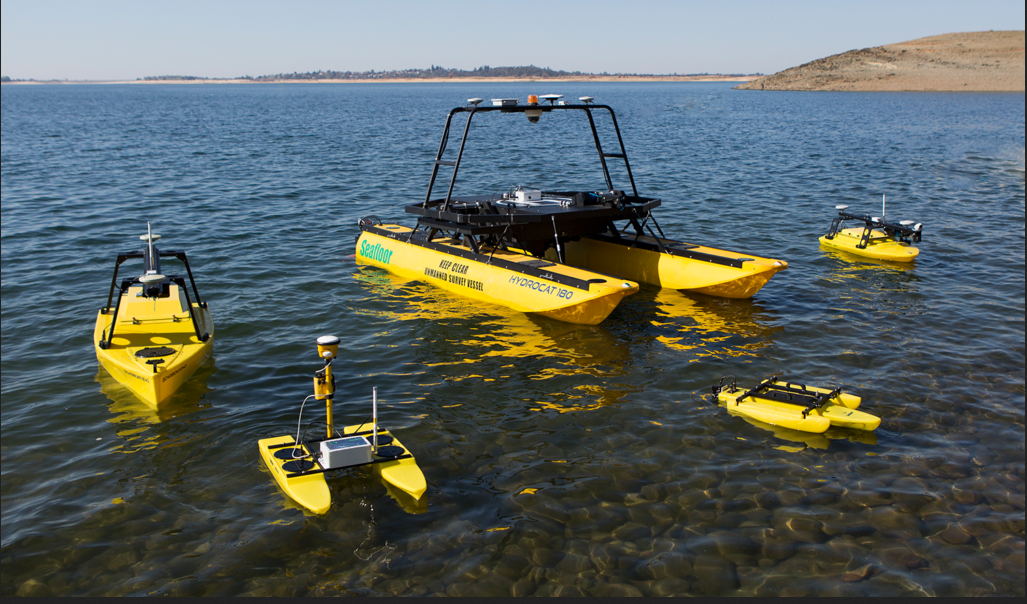 Seafloor
KEEP CLEAR
UNMANNED SURVEY VESSEL
HYDROCAT 180